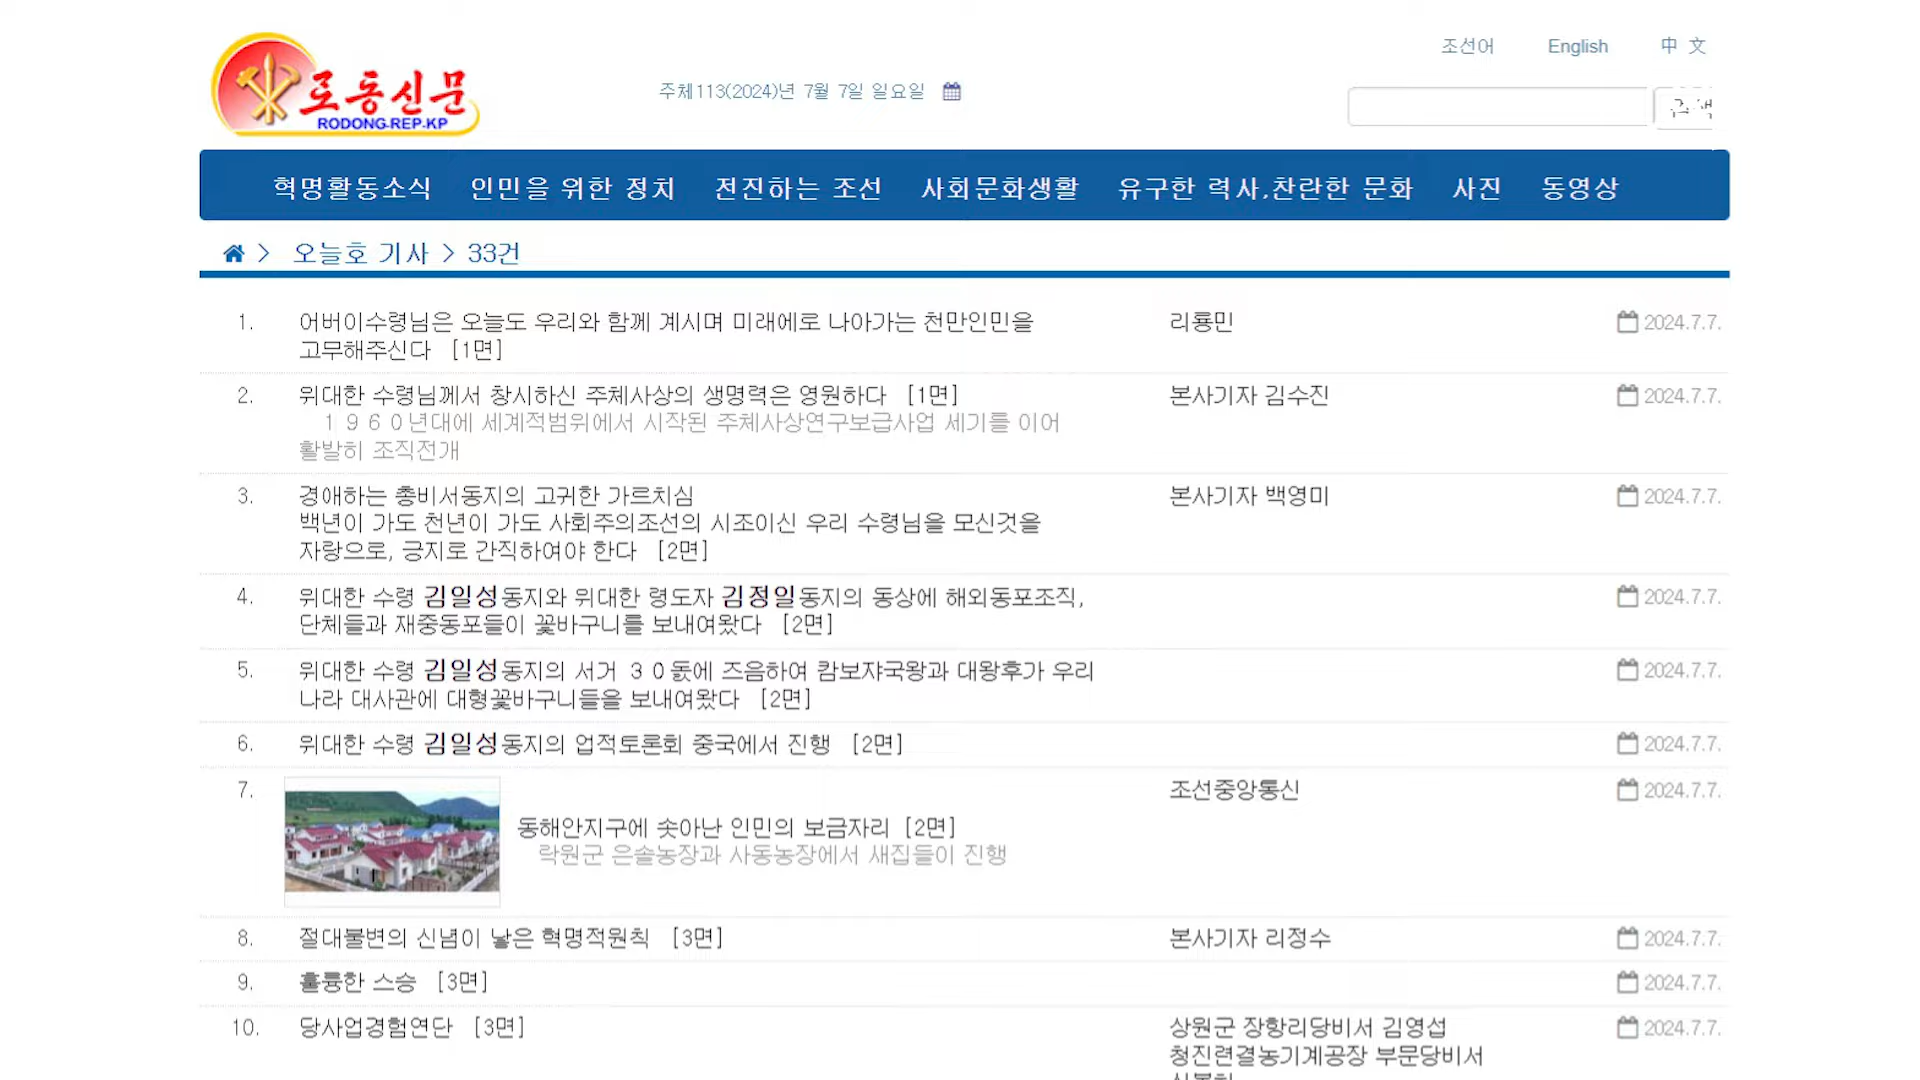 조선어 English 中 文
로동신문
RODONG-REP-KP
주체113(2024)년 7월 7일 일요일
혁명활동소식 인민을 위한 정치 전진하는 조선 사회문화생활 유구한 력사,찬란한 문화 사진 동영상
> 오늘호 기사 > 33건
1. 어버이수령님은 오늘도 우리와 함께 계시며 미래에로 나아가는 천만인민을 리룡민 2024.7.7.
고무해주신다 [1면]
2. 위대한 수령님께서 창시하신 주체사상의 생명력은 영원하다 [1면] 본사기자 김수진 2024.7.7.
１９６０년대에 세계적범위에서 시작된 주체사상연구보급사업 세기를 이어
활발히 조직전개
3. 경애하는 총비서동지의 고귀한 가르치심 본사기자 백영미 2024.7.7.
백년이 가도 천년이 가도 사회주의조선의 시조이신 우리 수령님을 모신것을
자랑으로, 긍지로 간직하여야 한다 [2면]
4. 위대한 수령 김일성동지와 위대한 령도자 김정일동지의 동상에 해외동포조직, 2024.7.7.
단체들과 재중동포들이 꽃바구니를 보내여왔다 [2면]
5. 위대한 수령 김일성동지의 서거 ３０돐에 즈음하여 캄보쟈국왕과 대왕후가 우리 2024.7.7.
나라 대사관에 대형꽃바구니들을 보내여왔다 [2면]
6. 위대한 수령 김일성동지의 업적토론회 중국에서 진행 [2면] 2024.7.7.
7. 조선중앙통신 2024.7.7.
동해안지구에 솟아난 인민의 보금자리 [2면]
락원군 은솔농장과 사동농장에서 새집들이 진행
8. 절대불변의 신념이 낳은 혁명적원칙 [3면] 본사기자 리정수 2024.7.7.
9. 훌륭한 스승 [3면] 2024.7.7.
10. 당사업경험연단 [3면] 상원군 장항리당비서 김영섭 2024.7.7.
청진련결농기계공장 부문당비서